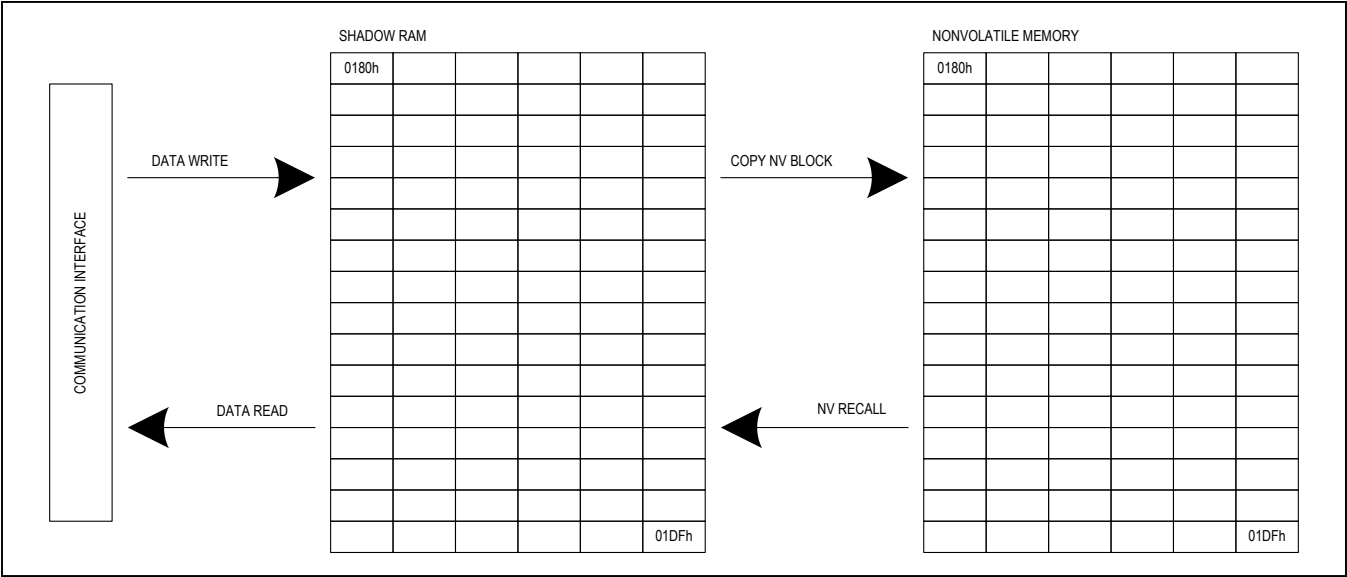 SHADOW RAM
NONVOLATILE MEMORY
0180h
0180h
COMMUNICATION INTERFACE
DATA WRITE
COPY NV BLOCK
DATA READ
NV RECALL
01DFh
01DFh